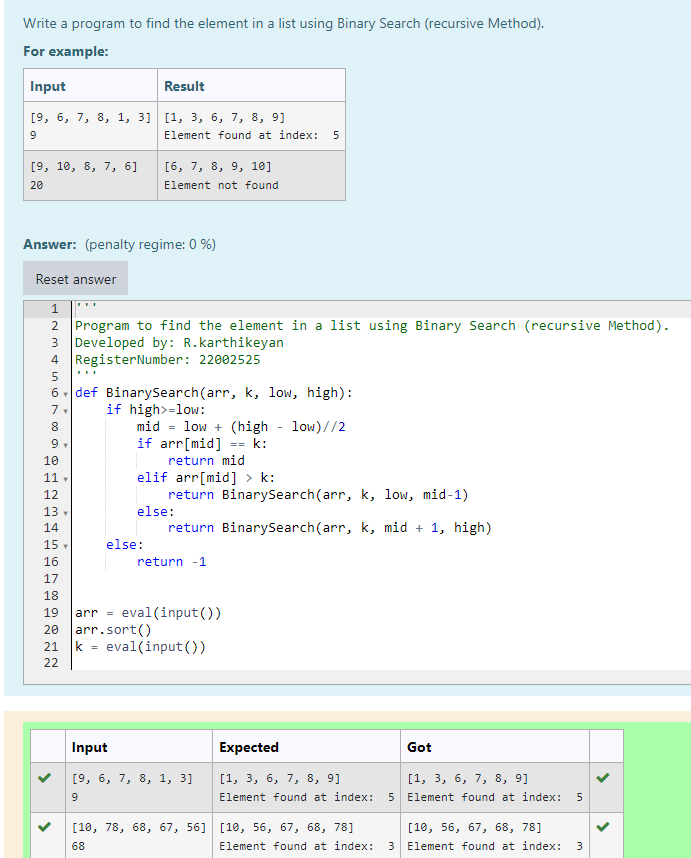 Write a program to find the element in a list using Binary Search (recursive Method).
For example:
Input Result
[9, 6, 7, 8, 1, 3] [1, 3, 6, 7, 8, 9]
9 Element found at index:  5
[9, 10, 8, 7, 6] [6, 7, 8, 9, 10]
20 Element not found
Answer: (penalty regime: 0 %)
Reset answer
1 '''
2 Program to find the element in a list using Binary Search (recursive Method).
3 Developed by: R.karthikeyan
4 RegisterNumber: 22002525
5 '''
6 def BinarySearch(arr, k, low, high):
7     if high>=low:
8         mid = low + (high - low)//2
9         if arr[mid] == k:
10             return mid
11         elif arr[mid] > k:
12             return BinarySearch(arr, k, low, mid-1)
13         else:
14             return BinarySearch(arr, k, mid + 1, high)
15     else:
16         return -1
17
18
19 arr = eval(input())
20 arr.sort()
21 k = eval(input())
22
Input Expected Got
[9, 6, 7, 8, 1, 3] [1, 3, 6, 7, 8, 9] [1, 3, 6, 7, 8, 9]
9 Element found at index:  5 Element found at index:  5
[10, 78, 68, 67, 56] [10, 56, 67, 68, 78] [10, 56, 67, 68, 78]
68 Element found at index:  3 Element found at index:  3